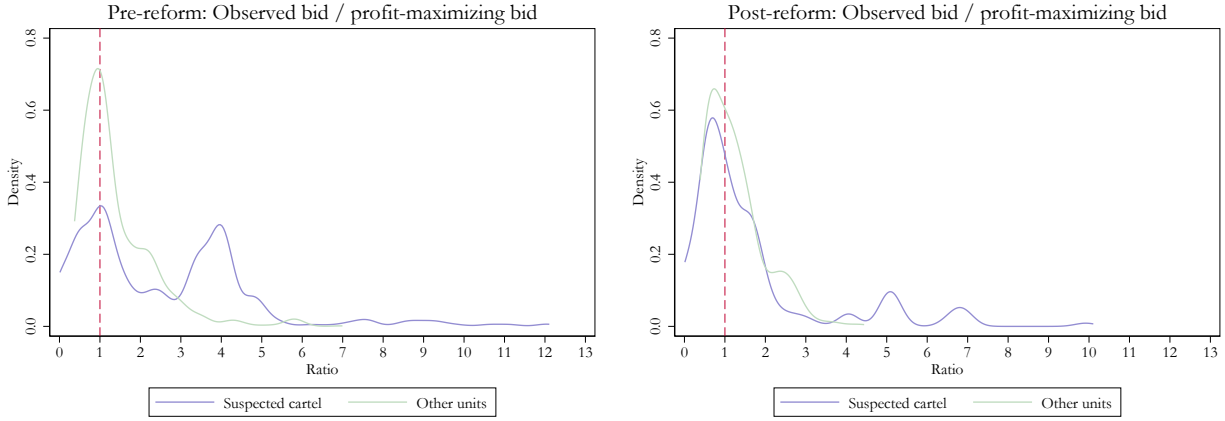 Pre-reform: Observed bid / profit-maximizing bid
0.8
0.6
0.4
0.2
0.0
Density
0 1 2 3 4 5 6 7 8 9 10 11 12 13
Ratio
Suspected cartel Other units
Post-reform: Observed bid / profit-maximizing bid
0.8
0.6
0.4
0.2
0.0
Density
0 1 2 3 4 5 6 7 8 9 10 11 12 13
Ratio
Suspected cartel Other units